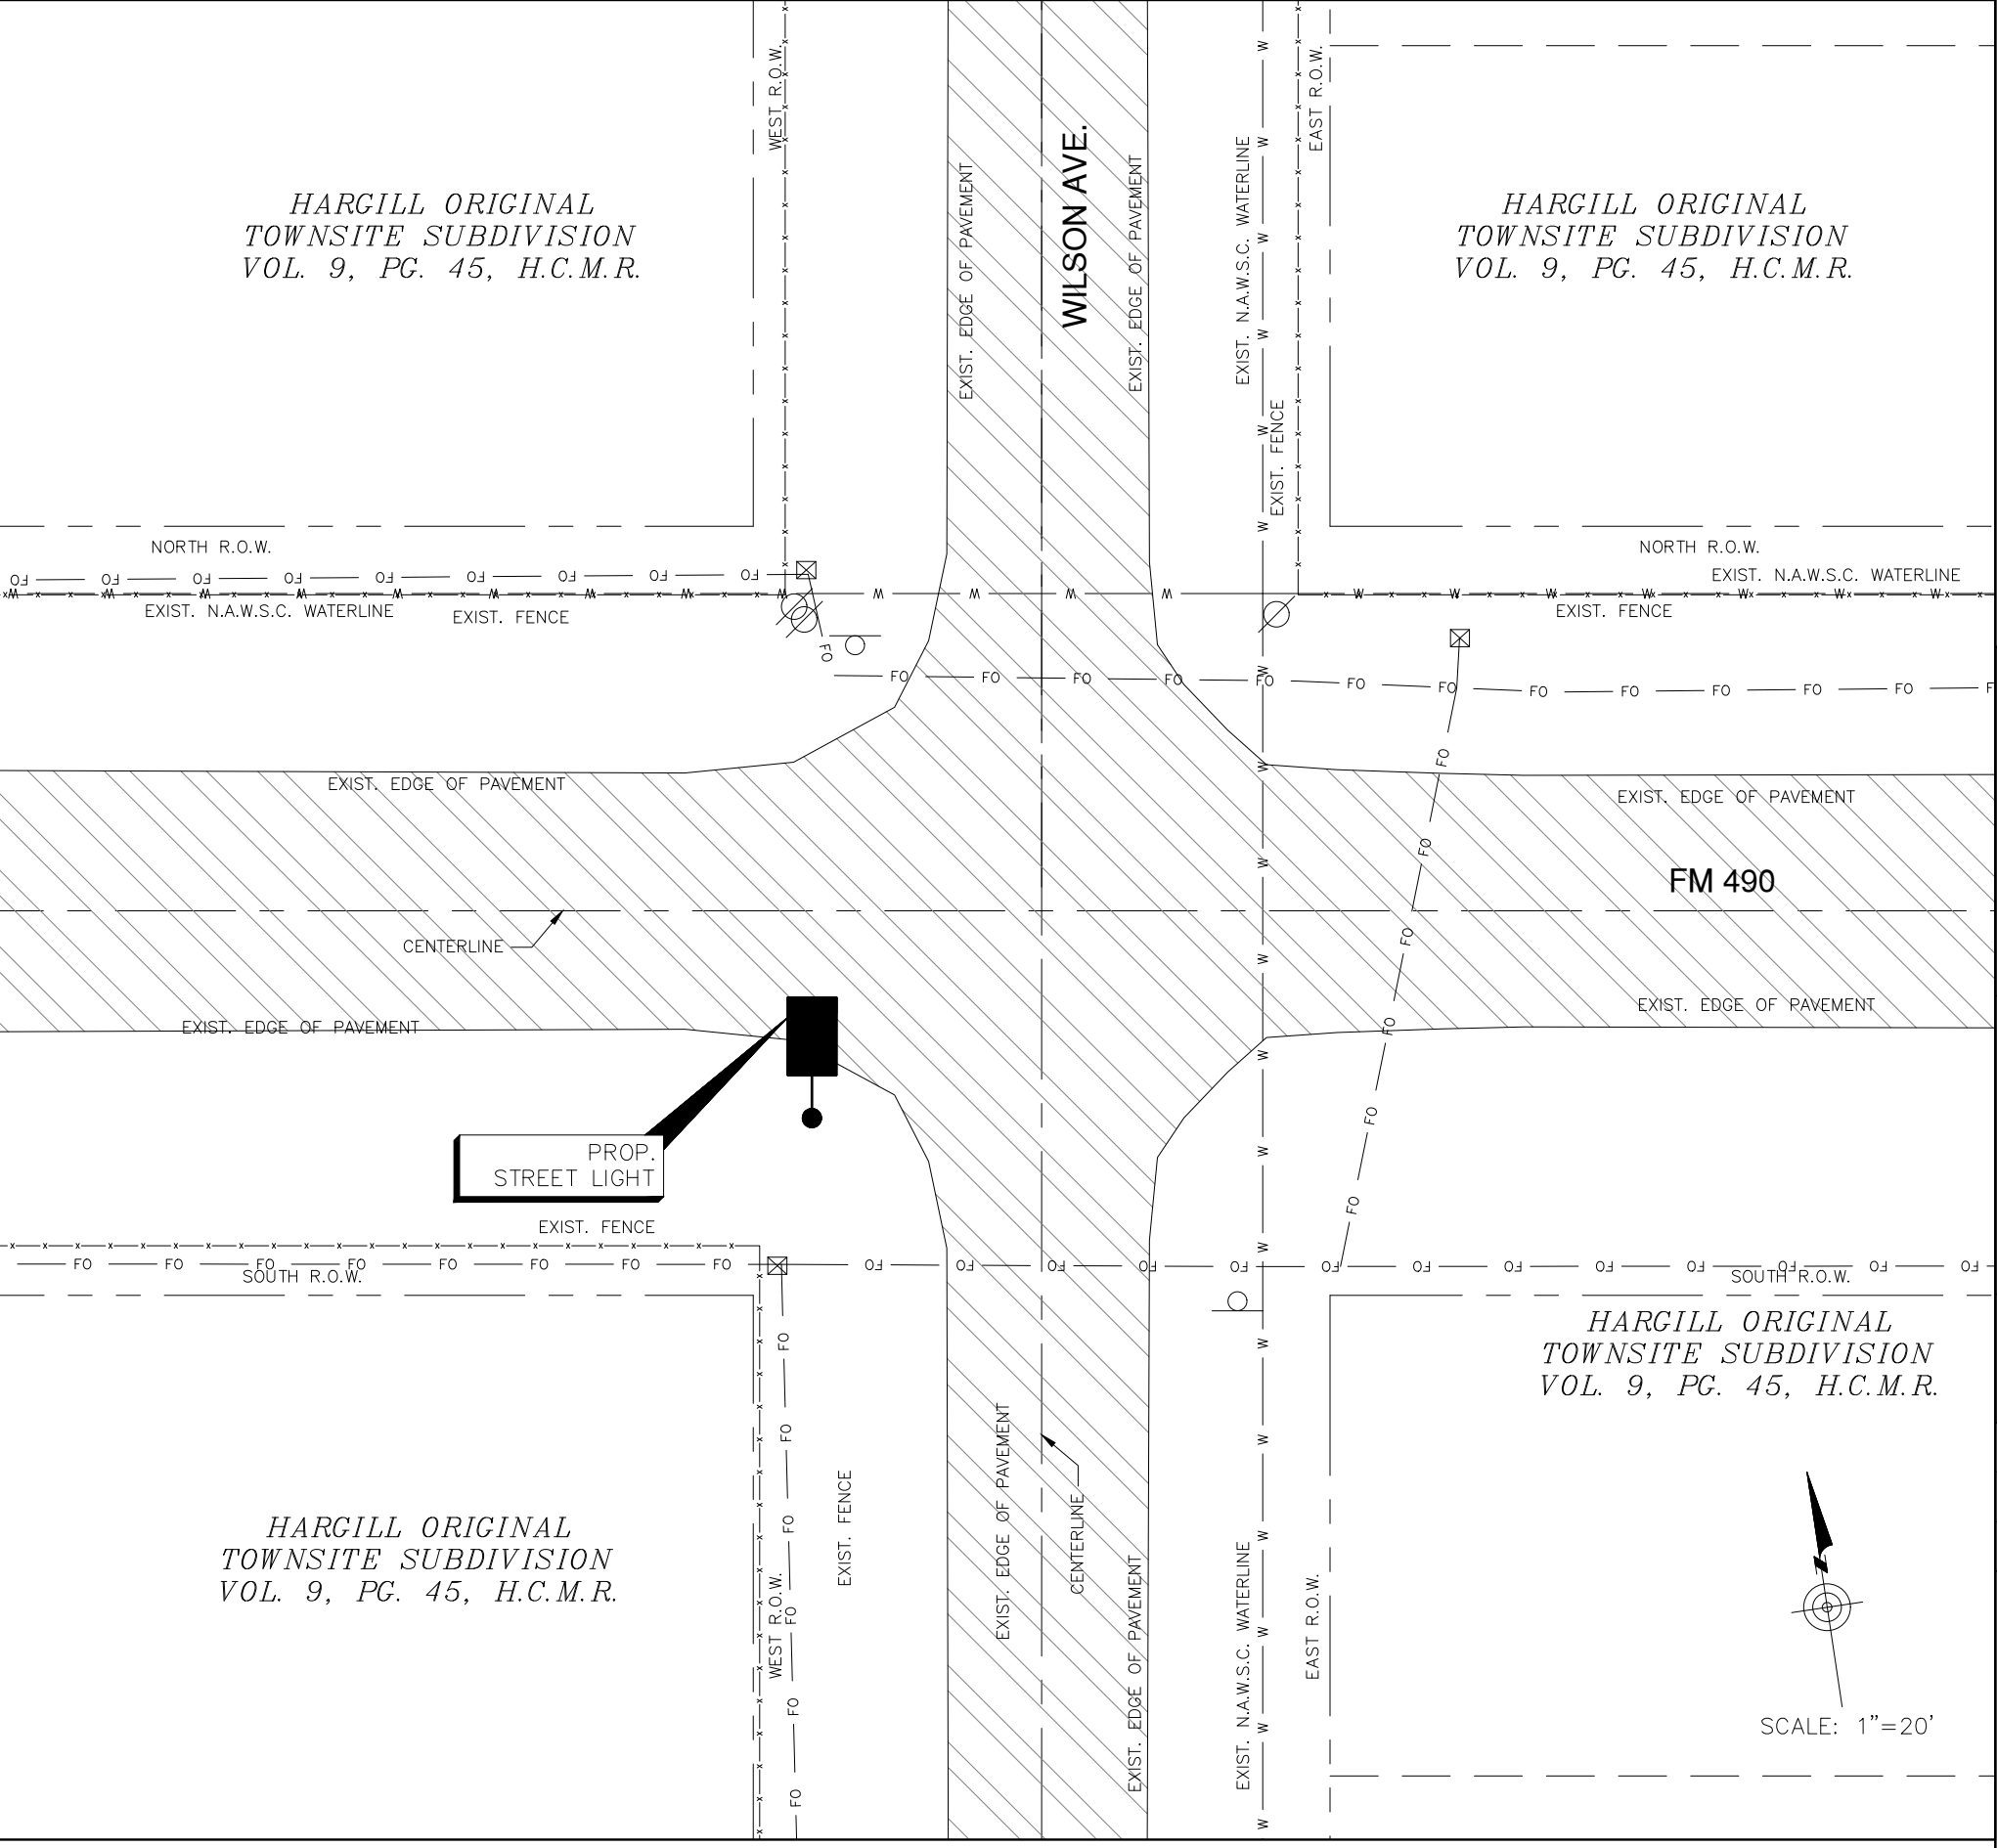 WEST R.O.W.
EAST R.O.W.
HARGILL ORIGINAL
TOWNSITE SUBDIVISION
VOL. 9, PG. 45, H.C.M.R.
EXIST. EDGE OF PAVEMENT
WILSON AVE.
EXIST. EDGE OF PAVEMENT
EXIST. N.A.W.S.C. WATERLINE
EXIST. FENCE
HARGILL ORIGINAL
TOWNSITE SUBDIVISION
VOL. 9, PG. 45, H.C.M.R.
NORTH R.O.W.
NORTH R.O.W.
EXIST. N.A.W.S.C. WATERLINE
EXIST. FENCE
EXIST. N.A.W.S.C. WATERLINE
EXIST. FENCE
EXIST. EDGE OF PAVEMENT
EXIST. EDGE OF PAVEMENT
FM 490
CENTERLINE
EXIST. EDGE OF PAVEMENT
EXIST. EDGE OF PAVEMENT
PROP.
STREET LIGHT
EXIST. FENCE
SOUTH R.O.W.
SOUTH R.O.W.
HARGILL ORIGINAL
TOWNSITE SUBDIVISION
VOL. 9, PG. 45, H.C.M.R.
HARGILL ORIGINAL
TOWNSITE SUBDIVISION
VOL. 9, PG. 45, H.C.M.R.
WEST R.O.W.
EXIST. FENCE
EXIST. EDGE OF PAVEMENT
CENTERLINE
EXIST. EDGE OF PAVEMENT
EXIST. N.A.W.S.C. WATERLINE
EAST R.O.W.
SCALE: 1"=20'